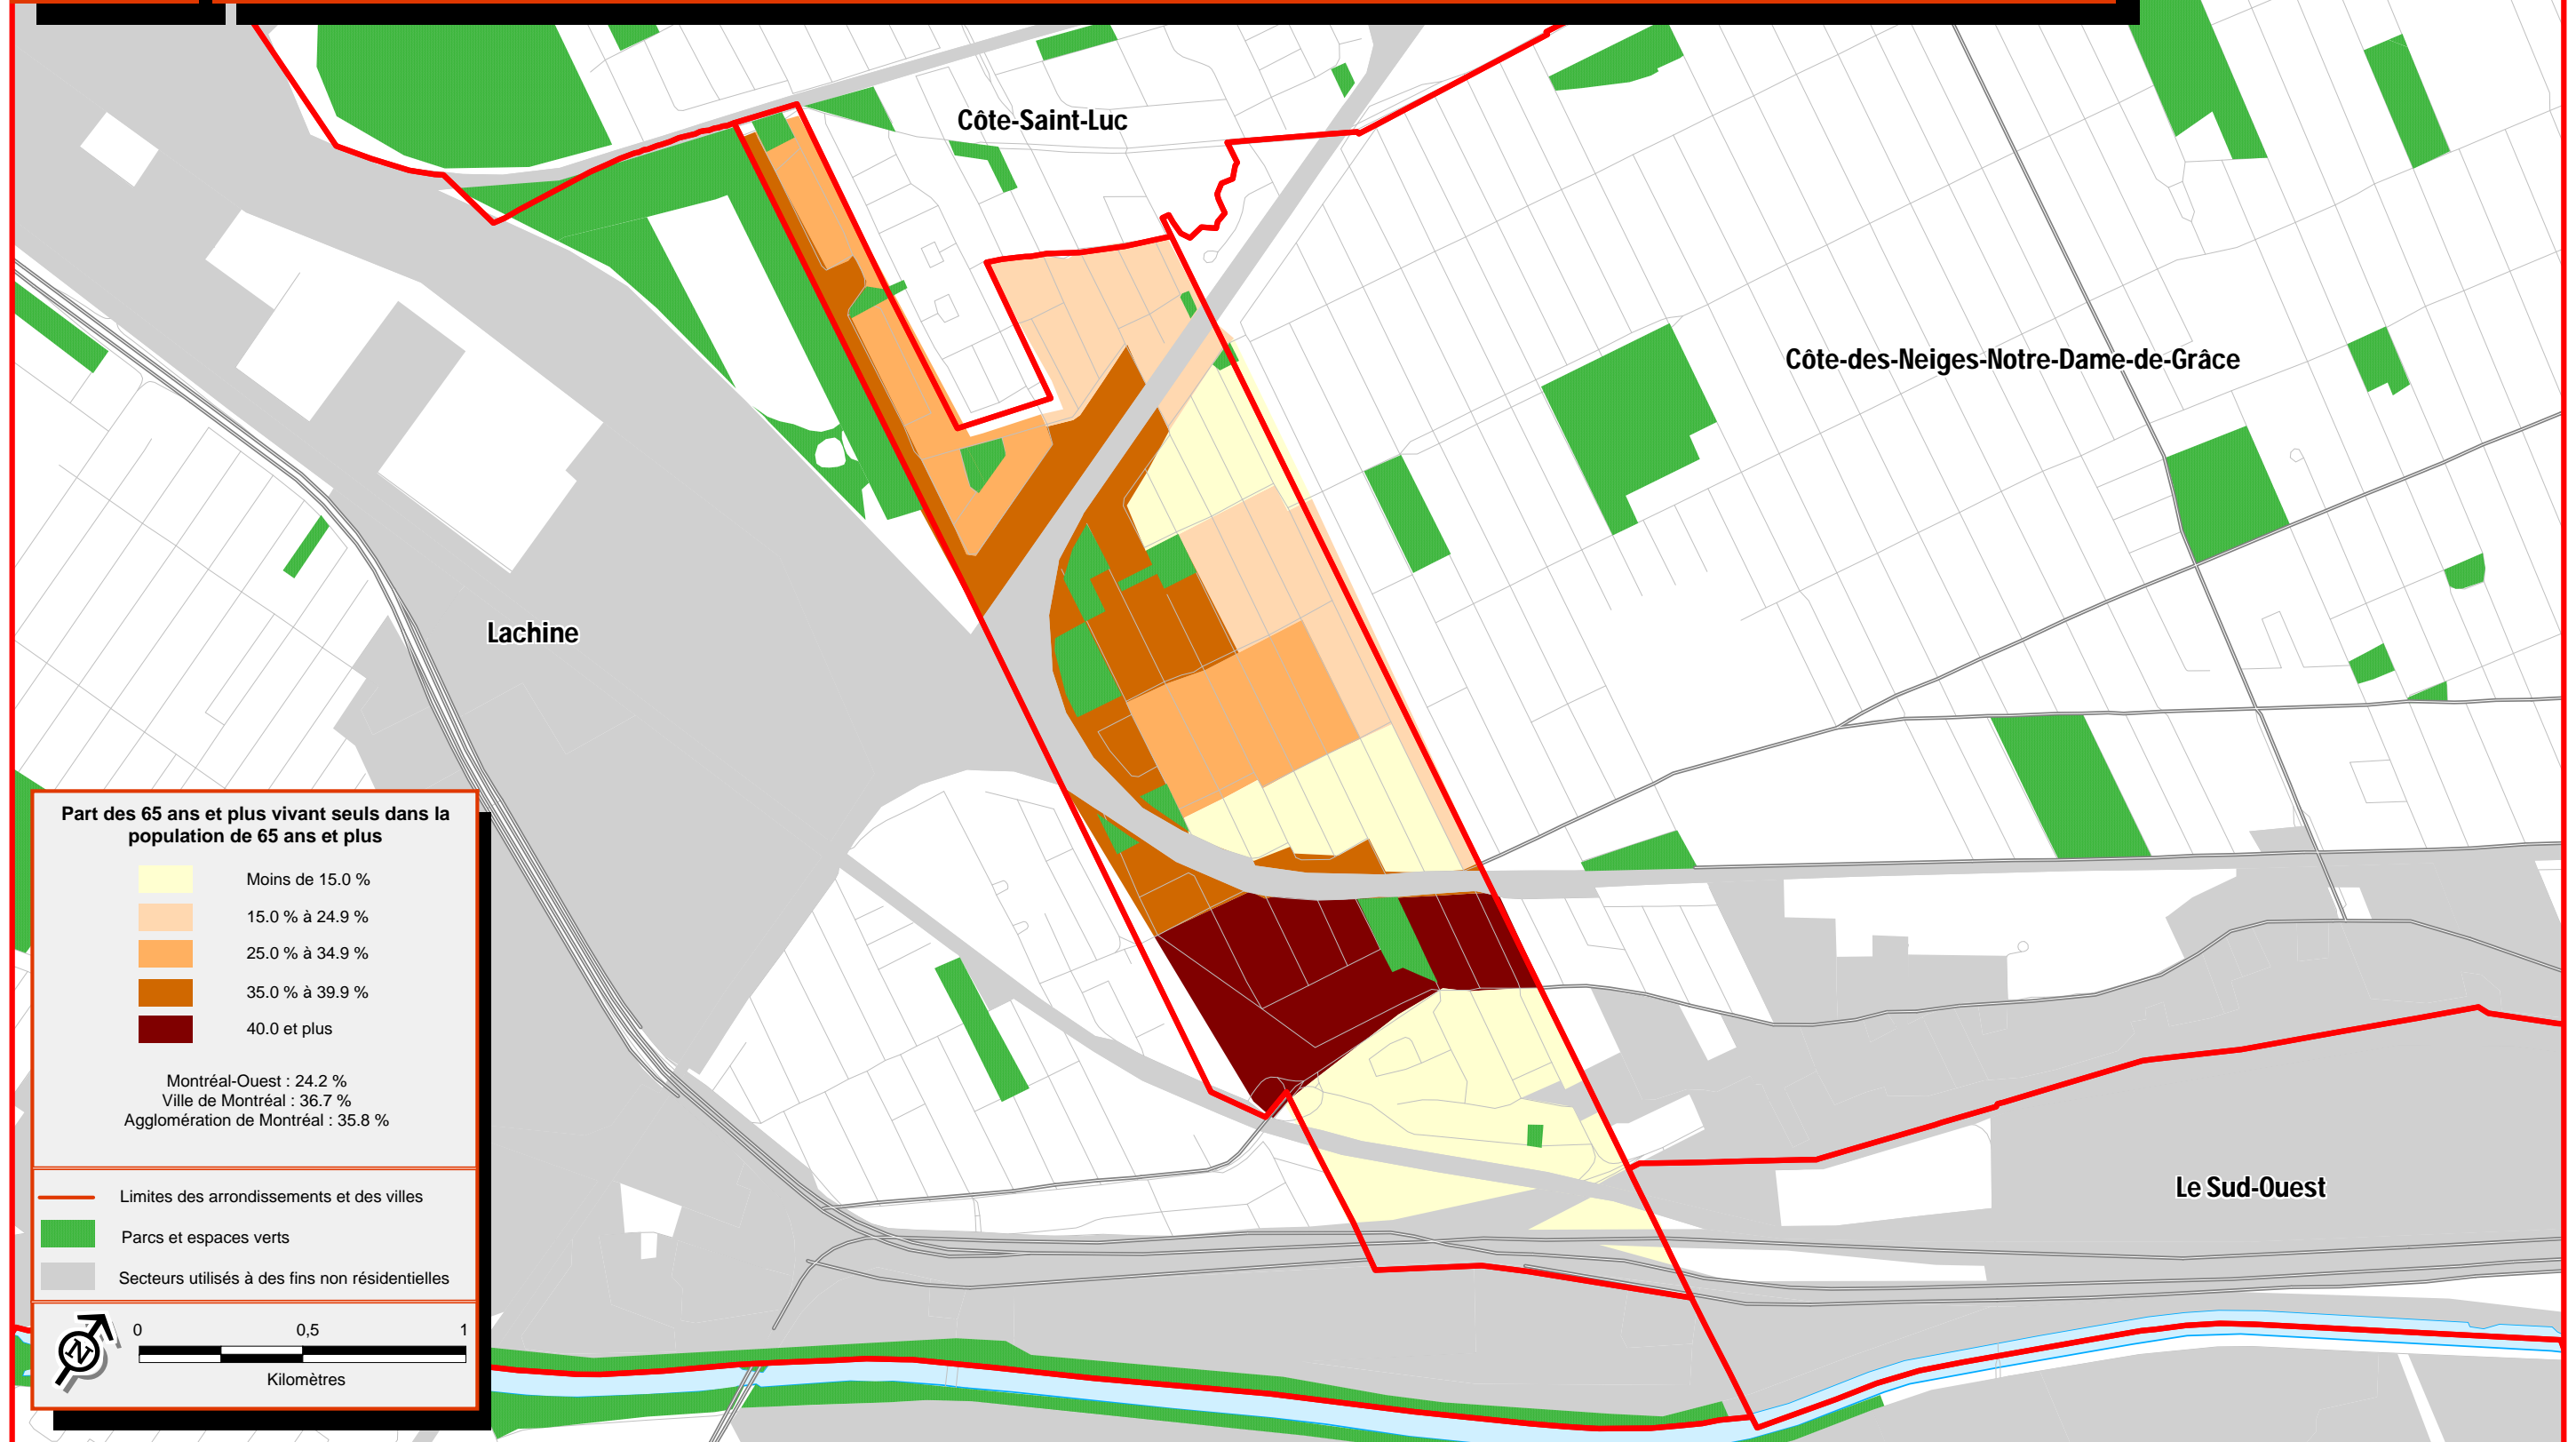 Côte-Saint-Luc
Côte-des-Neiges-Notre-Dame-de-Grâce
Lachine
Le Sud-Ouest
Part des 65 ans et plus vivant seuls dans la
population de 65 ans et plus
Moins de 15.0 %
15.0 % à 24.9 %
25.0 % à 34.9 %
35.0 % à 39.9 %
40.0 et plus
Montréal-Ouest : 24.2 %
Ville de Montréal : 36.7 %
Agglomération de Montréal : 35.8 %
Limites des arrondissements et des villes
Parcs et espaces verts
Secteurs utilisés à des fins non résidentielles
N
0 0,5 1
Kilomètres